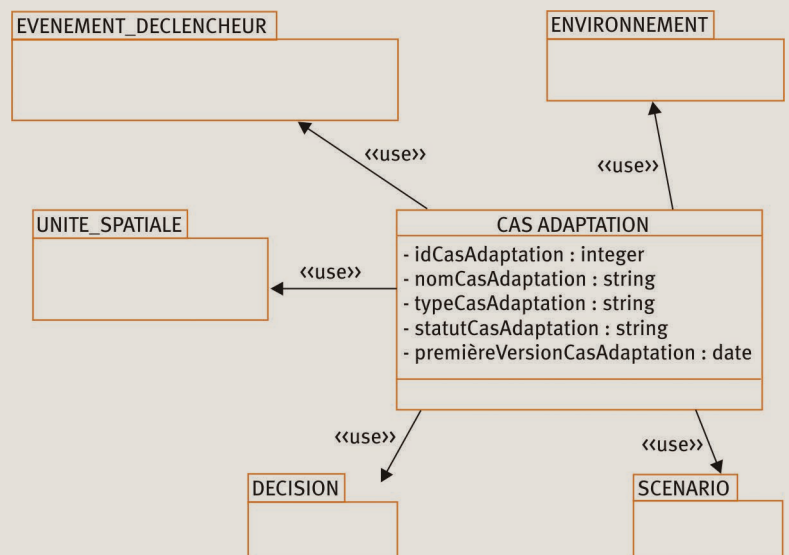 EVENEMENT_DECLENCHEUR
ENVIRONNEMENT
‹‹use››
‹‹use››
UNITE_SPATIALE
CAS ADAPTATION
- idCasAdaptation : integer
- nomCasAdaptation : string
- typeCasAdaptation : string
- statutCasAdaptation : string
- premièreVersionCasAdaptation : date
‹‹use››
‹‹use››
‹‹use››
DECISION
SCENARIO